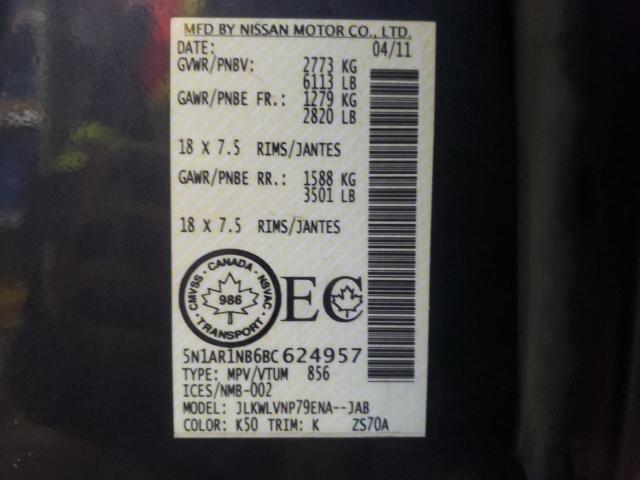 MFD BY NISSAN MOTOR CO., LTD.
DATE: 04/11
GVWR/PNBV: 2773 KG
6113 LB
GAWR/PNBE FR.: 1279 KG
2820 LB
18 X 7.5 RIMS/JANTES
GAWR/PNBE RR.: 1588 KG
3501 LB
18 X 7.5 RIMS/JANTES
CMVSS · CANADA · NSVAC
986
· TRANSPORT ·
EC
5N1AR1NB6BC624957
TYPE: MPV/VTUM 856
ICES/NMB-002
MODEL: JLKWLVNP79ENA--JAB
COLOR: K50 TRIM: K ZS70A